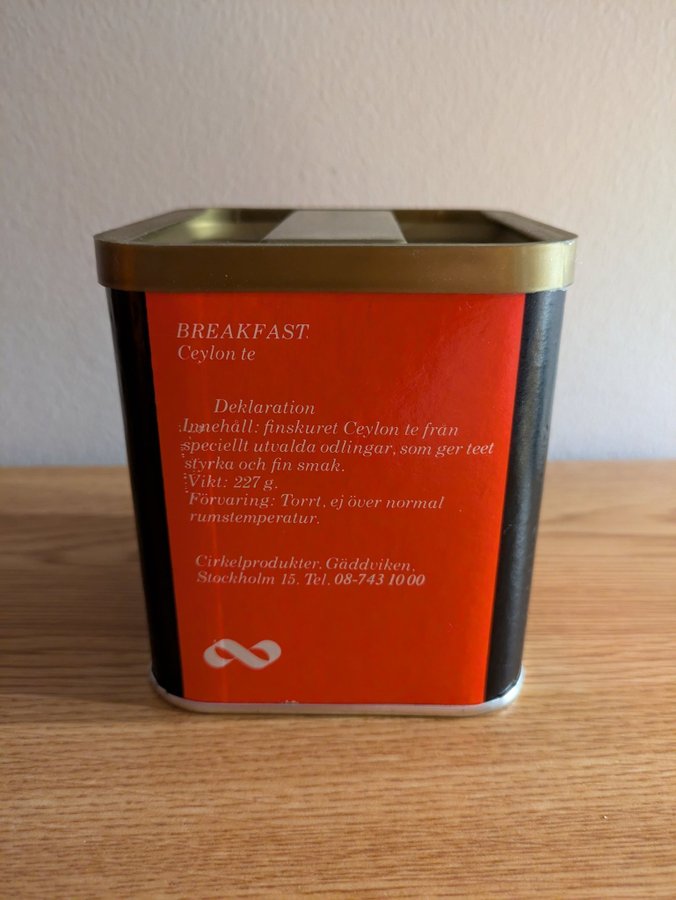 BREAKFAST.
Ceylon te
Deklaration
Innehåll: finskuret Ceylon te från
speciellt utvalda odlingar, som ger teet
styrka och fin smak.
Vikt: 227 g.
Förvaring: Torrt, ej över normal
rumstemperatur.
Cirkelprodukter. Gäddviken,
Stockholm 15. Tel. 08-743 10 00